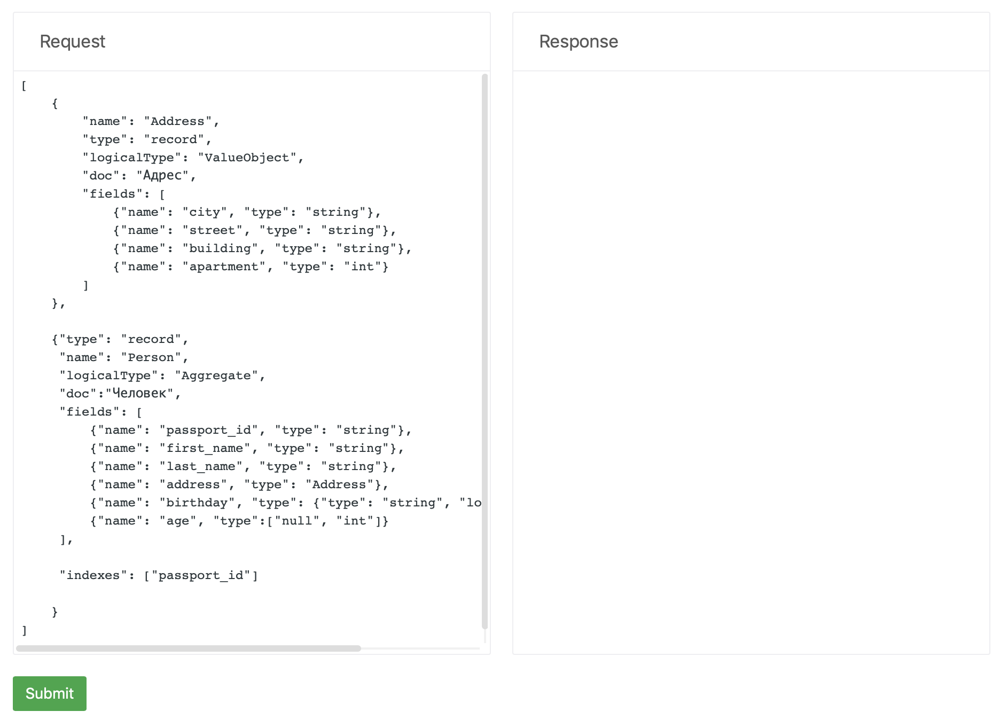 Request
Response
[
{
"name": "Address",
"type": "record",
"logicalType": "ValueObject",
"doc": "Адрес",
"fields": [
{"name": "city", "type": "string"},
{"name": "street", "type": "string"},
{"name": "building", "type": "string"},
{"name": "apartment", "type": "int"}
]
},
{"type": "record",
"name": "Person",
"logicalType": "Aggregate",
"doc":"Человек",
"fields": [
{"name": "passport_id", "type": "string"},
{"name": "first_name", "type": "string"},
{"name": "last_name", "type": "string"},
{"name": "address", "type": "Address"},
{"name": "birthday", "type": {"type": "string", "lo
{"name": "age", "type":["null", "int"]}
],
"indexes": ["passport_id"]
}
]
Submit